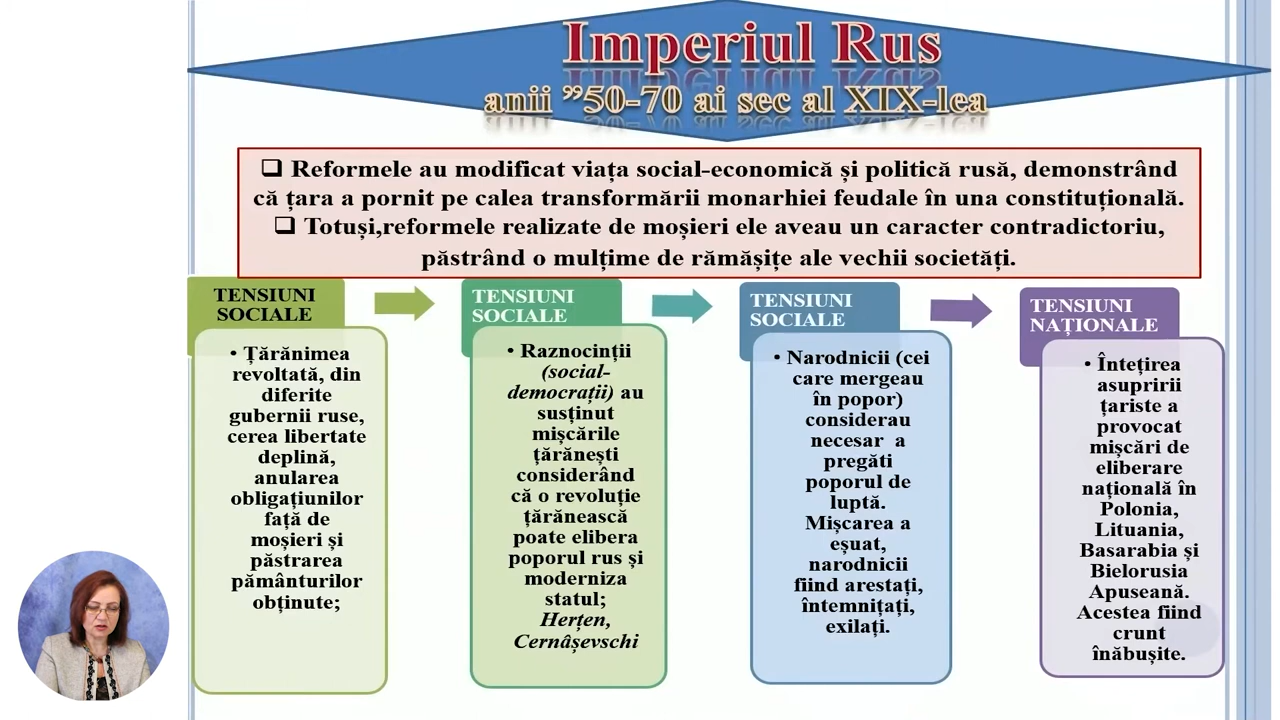 Imperiul Rus
anii ”50-70 ai sec al XIX-lea
❑ Reformele au modificat viața social-economică și politică rusă, demonstrând
că țara a pornit pe calea transformării monarhiei feudale în una constituțională.
❑ Totuși,reformele realizate de moșieri ele aveau un caracter contradictoriu,
păstrând o mulțime de rămășițe ale vechii societăți.
TENSIUNI
SOCIALE
• Țărănimea
revoltată, din
diferite
gubernii ruse,
cerea libertate
deplină,
anularea
obligațiunilor
față de
moșieri și
păstrarea
pământurilor
obținute;
TENSIUNI
SOCIALE
• Raznocinții
(social-
democrații) au
susținut
mișcările
țărănești
considerând
că o revoluție
țărănească
poate elibera
poporul rus și
moderniza
statul;
Herțen,
Cernâșevschi
TENSIUNI
SOCIALE
• Narodnicii (cei
care mergeau
în popor)
considerau
necesar a
pregăti
poporul de
luptă.
Mișcarea a
eșuat,
narodnicii
fiind arestați,
întemnițați,
exilați.
TENSIUNI
NAȚIONALE
• Întețirea
asupririi
țariste a
provocat
mișcări de
eliberare
națională în
Polonia,
Lituania,
Basarabia și
Bielorusia
Apuseană.
Acestea fiind
crunt
înăbușite.